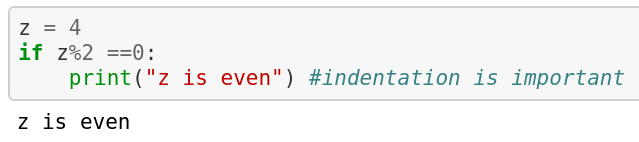 z = 4
if z%2 ==0:
    print("z is even") #indentation is important
z is even